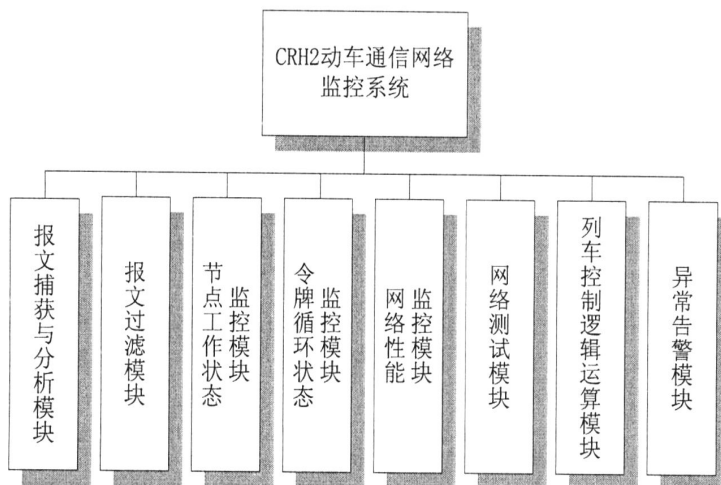 CRH2动车通信网络
监控系统
报文捕获与分析模块
报文过滤模块
节点工作状态
监控模块
令牌循环状态
监控模块
网络性能
监控模块
网络测试模块
列车控制逻辑运算模块
异常告警模块